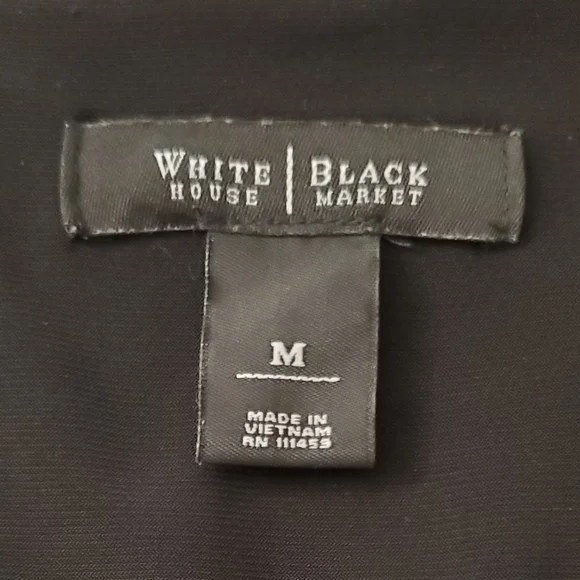 WHITE HOUSE | BLACK MARKET
M
MADE IN
VIETNAM
RN 111459